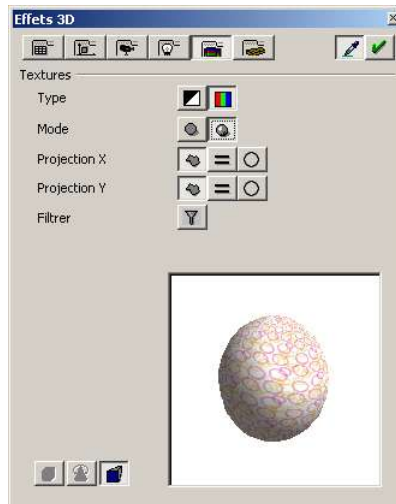 Effets 3D
Textures
Type
Mode
Projection X
Projection Y
Filtrer